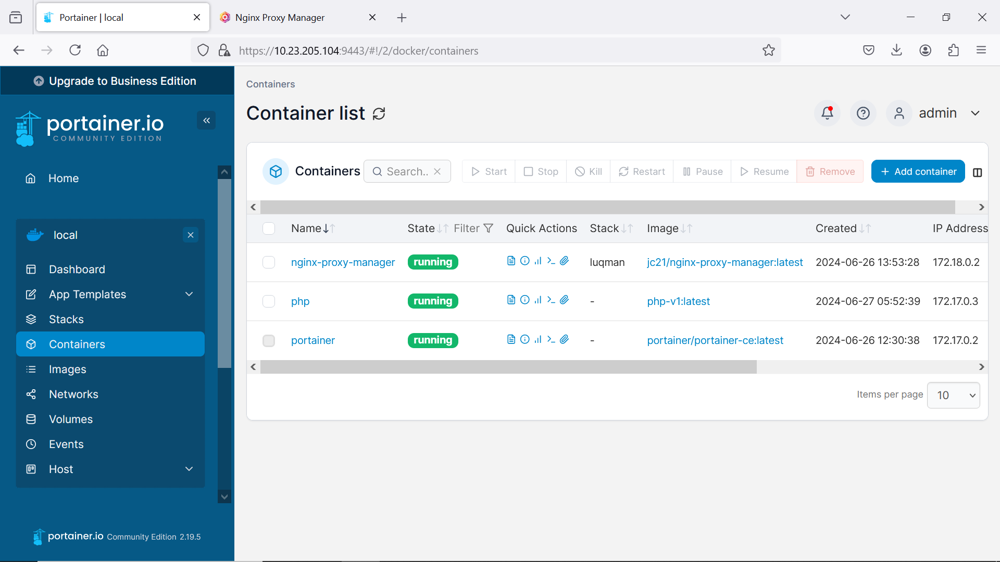 Portainer | local
Nginx Proxy Manager
https://10.23.205.104:9443/#!/2/docker/containers
Upgrade to Business Edition
portainer.io
COMMUNITY EDITION
Home
local
Dashboard
App Templates
Stacks
Containers
Images
Networks
Volumes
Events
Host
portainer.io Community Edition 2.19.5
Containers
Container list
admin
Containers
Search..
Start
Stop
Kill
Restart
Pause
Resume
Remove
+ Add container
Name State Filter Quick Actions Stack Image Created IP Address
nginx-proxy-manager running luqman jc21/nginx-proxy-manager:latest 2024-06-26 13:53:28 172.18.0.2
php running - php-v1:latest 2024-06-27 05:52:39 172.17.0.3
portainer running - portainer/portainer-ce:latest 2024-06-26 12:30:38 172.17.0.2
Items per page 10